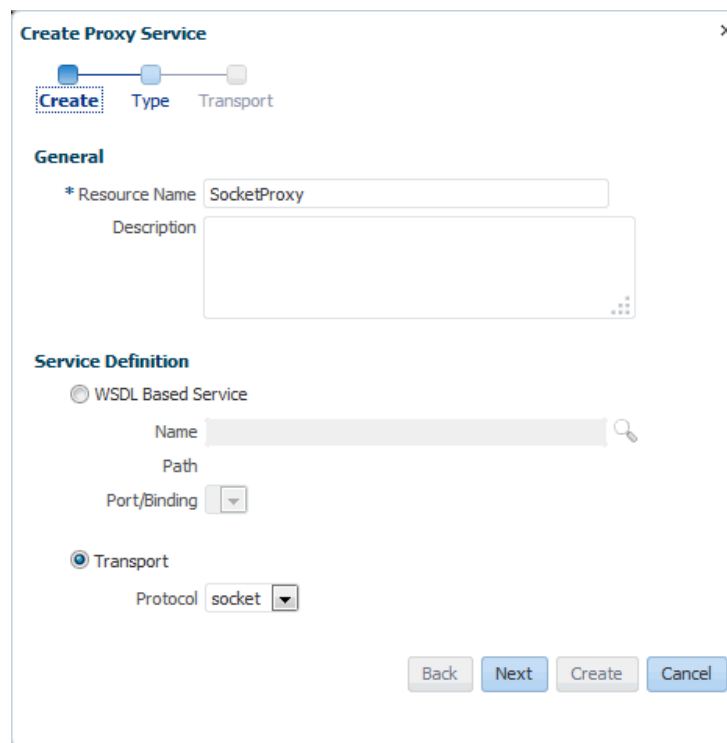 Create Proxy Service
Create Type Transport
General
* Resource Name SocketProxy
Description
Service Definition
WSDL Based Service
Name
Path
Port/Binding
Transport
Protocol socket
Back Next Create Cancel